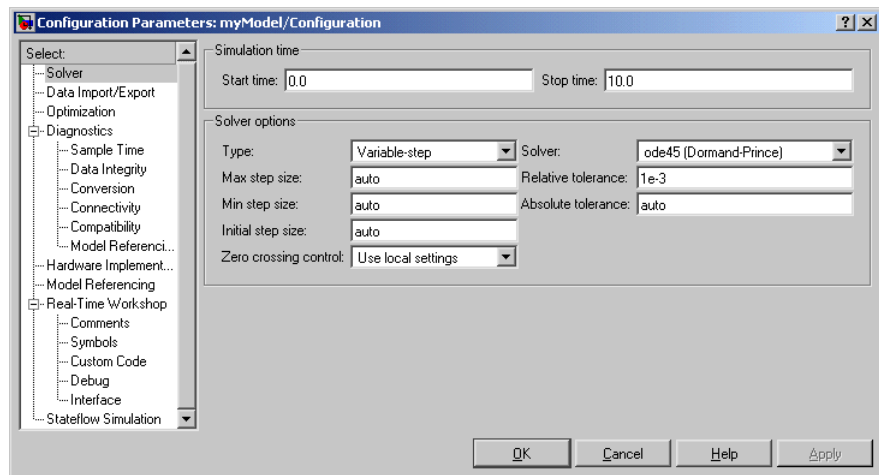 Configuration Parameters: myModel/Configuration
Select:
Solver
Data Import/Export
Optimization
Diagnostics
Sample Time
Data Integrity
Conversion
Connectivity
Compatibility
Model Referenci...
Hardware Implement...
Model Referencing
Real-Time Workshop
Comments
Symbols
Custom Code
Debug
Interface
Stateflow Simulation
Simulation time
Start time: 0.0 Stop time: 10.0
Solver options
Type: Variable-step Solver: ode45 (Dormand-Prince)
Max step size: auto Relative tolerance: 1e-3
Min step size: auto Absolute tolerance: auto
Initial step size: auto
Zero crossing control: Use local settings
OK Cancel Help Apply